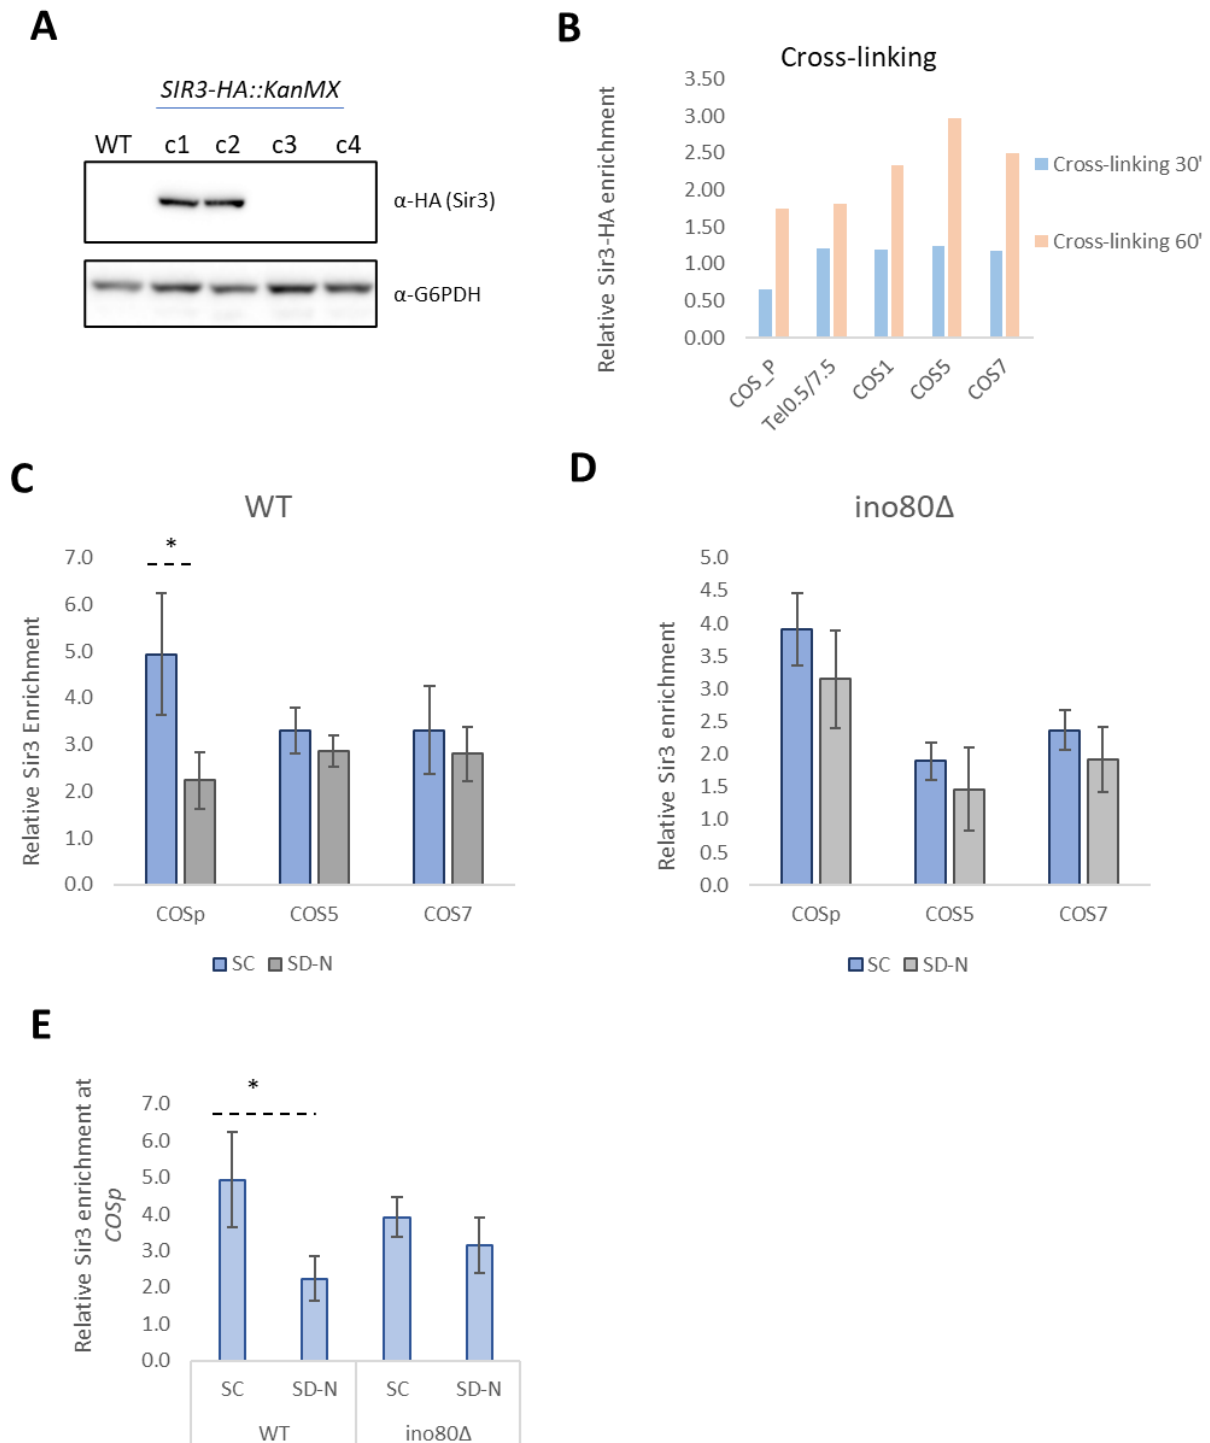 A
SIR3-HA::KanMX
WT c1 c2 c3 c4
α-HA (Sir3)
α-G6PDH
B
Cross-linking
Relative Sir3-HA enrichment
3.50
3.00
2.50
2.00
1.50
1.00
0.50
0.00
COS_P
Tel0.5/7.5
COS1
COS5
COS7
Cross-linking 30'
Cross-linking 60'
C
WT
Relative Sir3 Enrichment
*
7.0
6.0
5.0
4.0
3.0
2.0
1.0
0.0
COSp COS5 COS7
SC SD-N
D
ino80Δ
Relative Sir3 enrichment
5.0
4.5
4.0
3.5
3.0
2.5
2.0
1.5
1.0
0.5
0.0
COSp COS5 COS7
SC SD-N
E
Relative Sir3 enrichment at
COSp
*
7.0
6.0
5.0
4.0
3.0
2.0
1.0
0.0
SC SD-N SC SD-N
WT ino80Δ